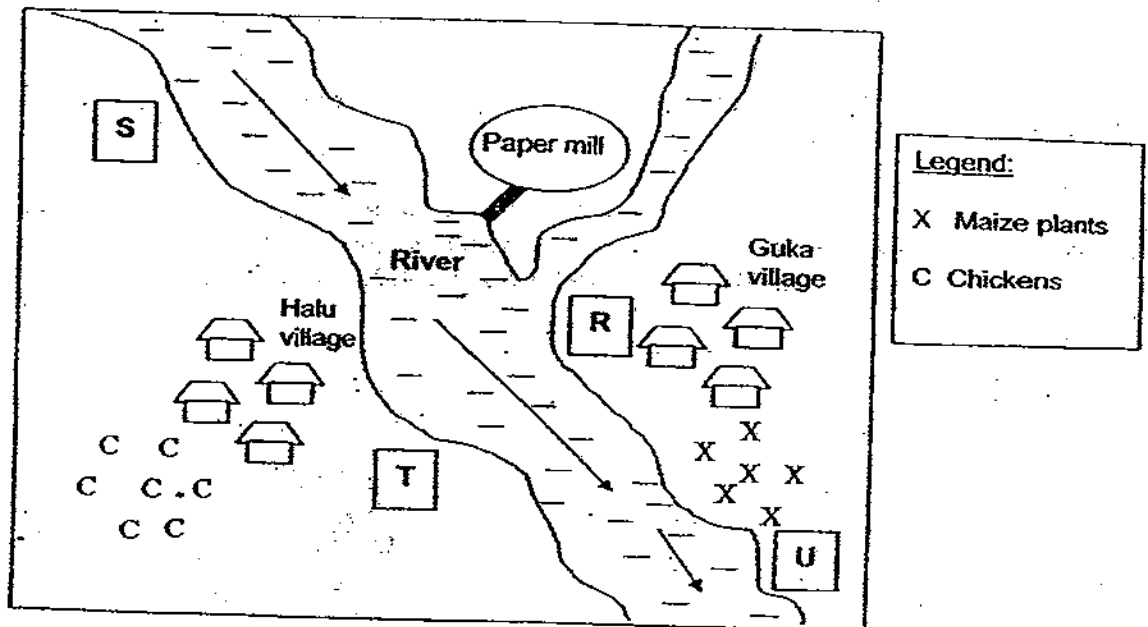 S
Paper mill
Legend:
X Maize plants
C Chickens
River
Guka
village
R
Halu
village
X
X
X
X
X
X
C C
C C C
C C
T
U